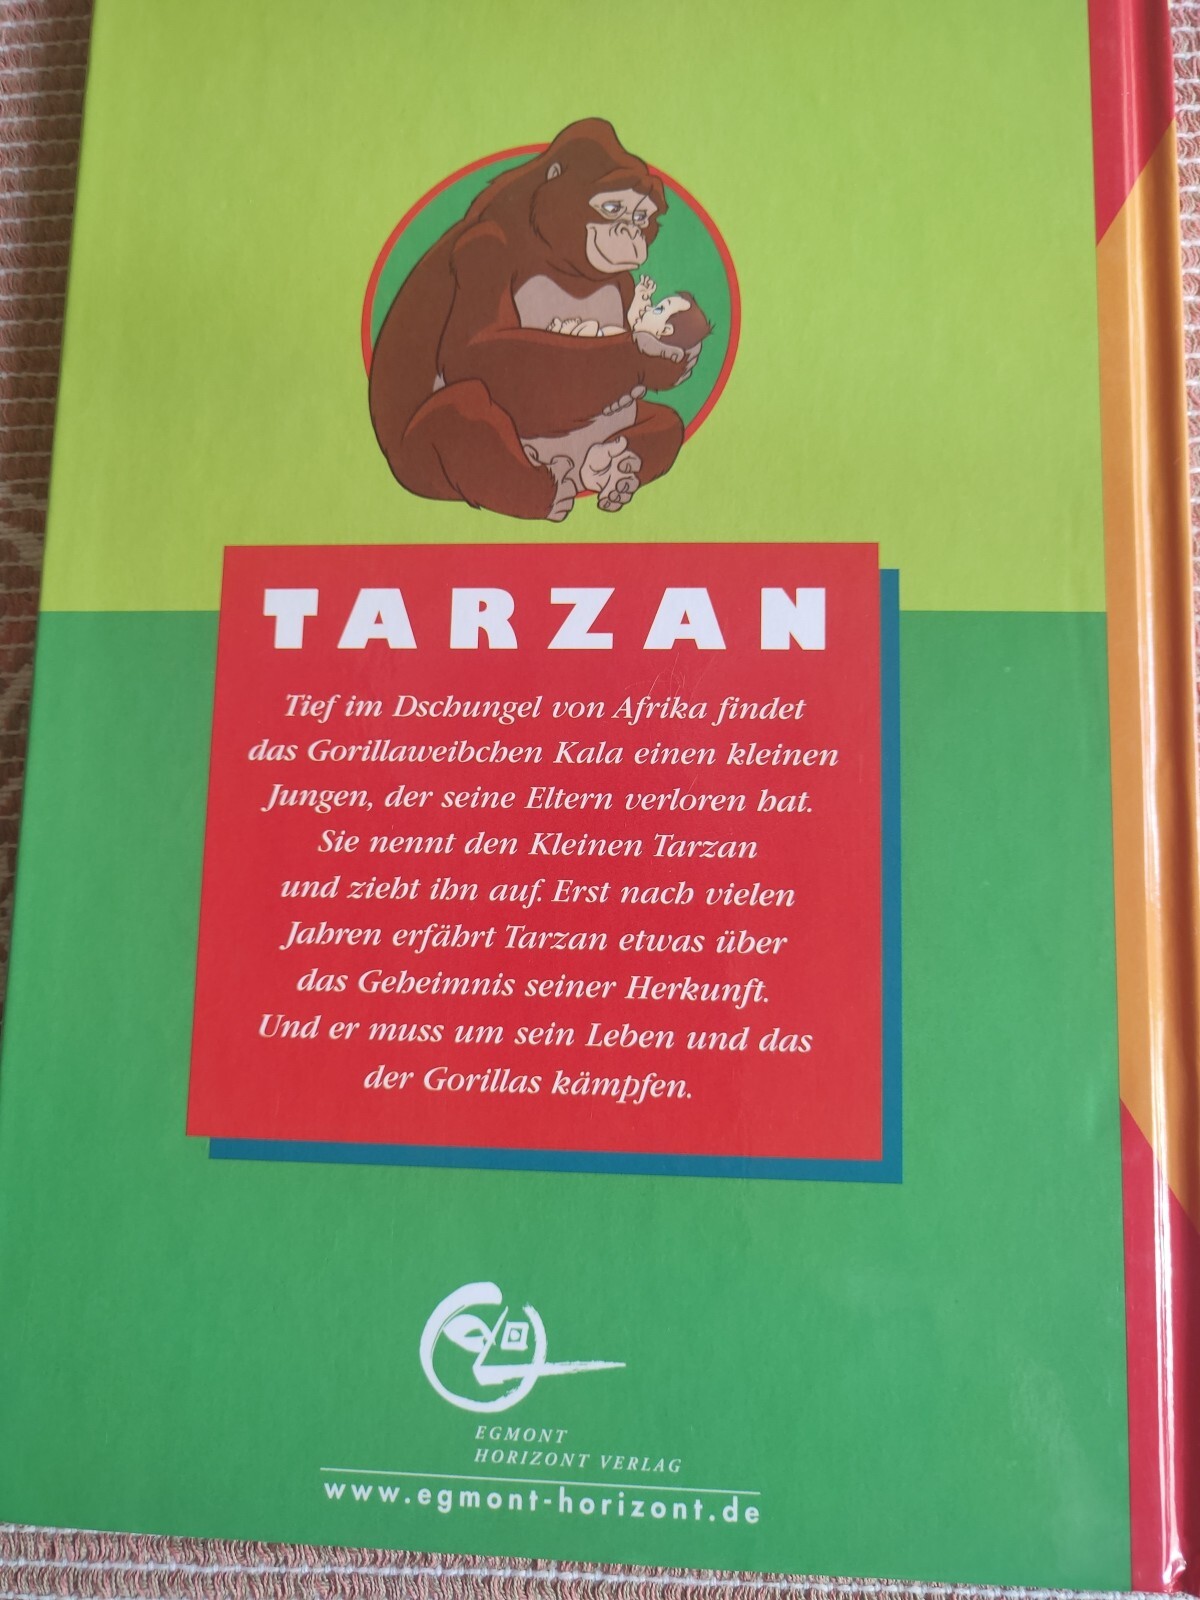 TARZAN
Tief im Dschungel von Afrika findet
das Gorillaweibchen Kala einen kleinen
Jungen, der seine Eltern verloren hat.
Sie nennt den Kleinen Tarzan
und zieht ihn auf. Erst nach vielen
Jahren erfährt Tarzan etwas über
das Geheimnis seiner Herkunft.
Und er muss um sein Leben und das
der Gorillas kämpfen.
EGMONT
HORIZONT VERLAG
www.egmont-horizont.de